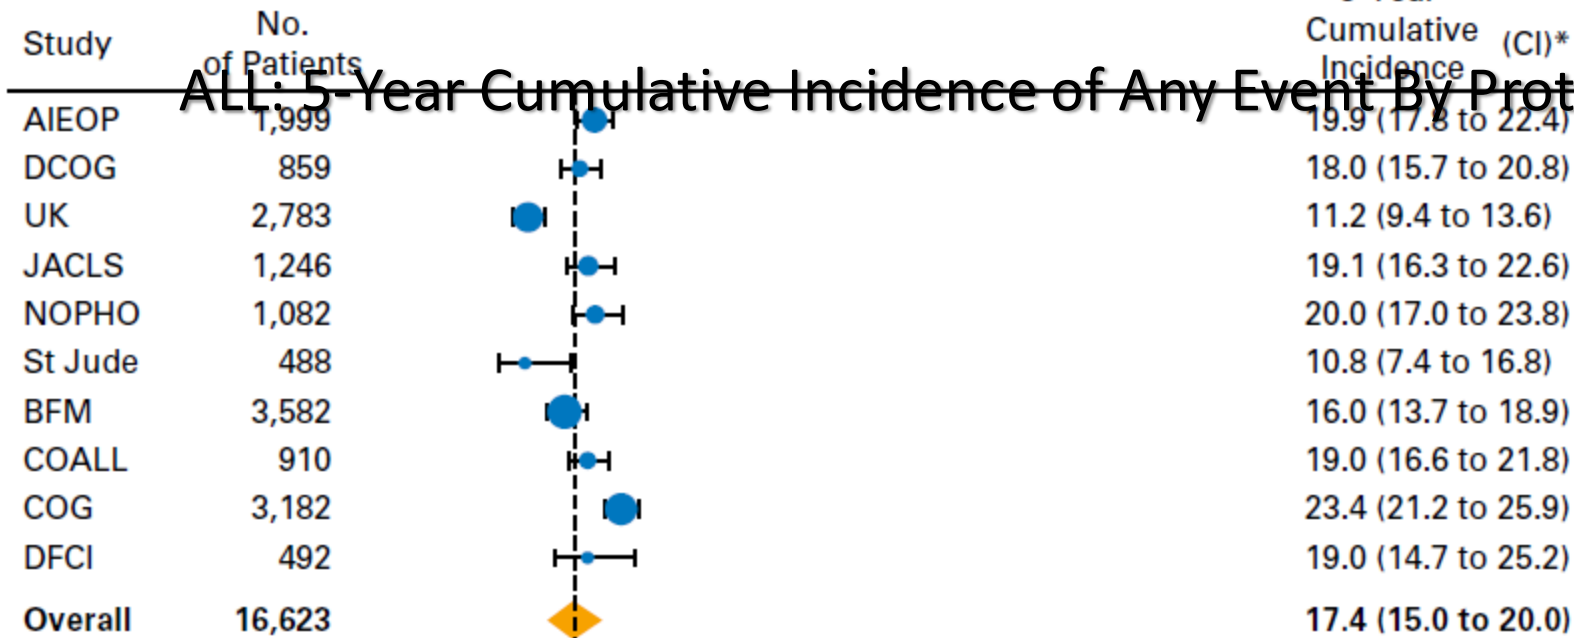 Study No. of Patients Cumulative Incidence (CI)*
ALL: 5-Year Cumulative Incidence of Any Event By Prot
AIEOP 1,999 19.9 (17.8 to 22.4)
DCOG 859 18.0 (15.7 to 20.8)
UK 2,783 11.2 (9.4 to 13.6)
JACLS 1,246 19.1 (16.3 to 22.6)
NOPHO 1,082 20.0 (17.0 to 23.8)
St Jude 488 10.8 (7.4 to 16.8)
BFM 3,582 16.0 (13.7 to 18.9)
COALL 910 19.0 (16.6 to 21.8)
COG 3,182 23.4 (21.2 to 25.9)
DFCI 492 19.0 (14.7 to 25.2)
Overall 16,623 17.4 (15.0 to 20.0)